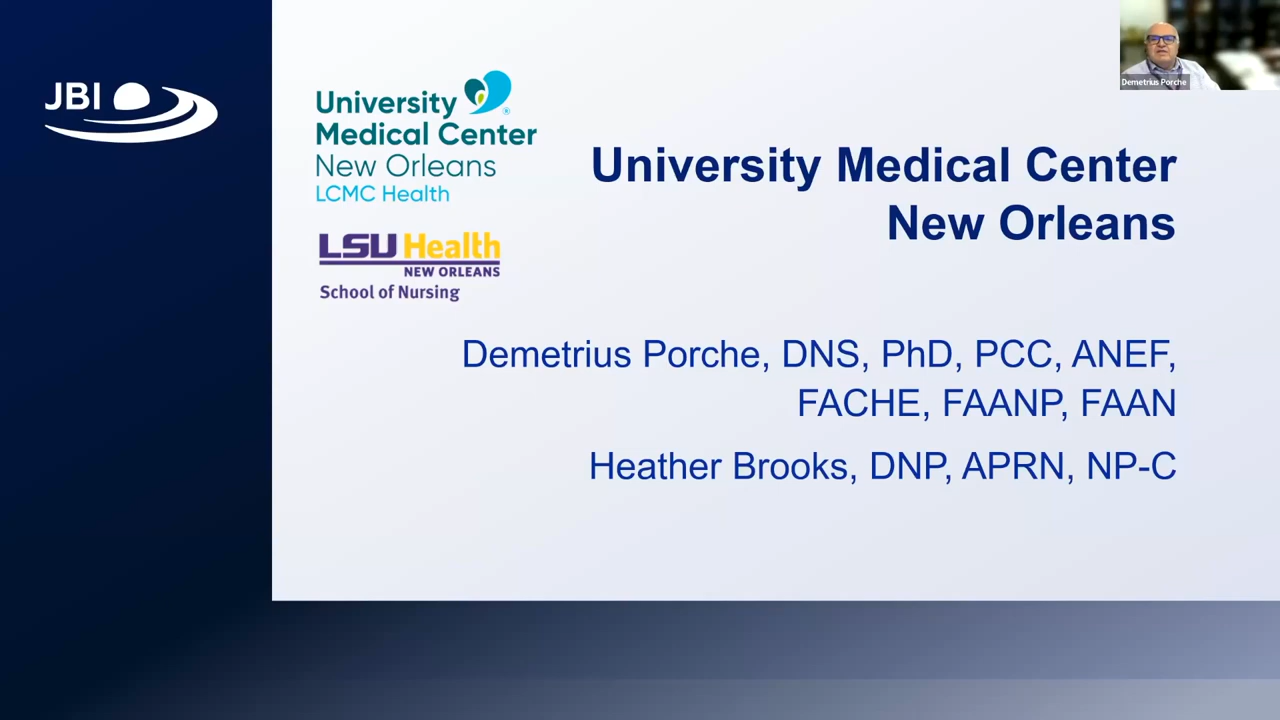 JBI
University
Medical Center
New Orleans
LCMC Health
LSU Health
NEW ORLEANS
School of Nursing
University Medical Center
New Orleans
Demetrius Porche, DNS, PhD, PCC, ANEF,
FACHE, FAANP, FAAN
Heather Brooks, DNP, APRN, NP-C
Demetrius Porche